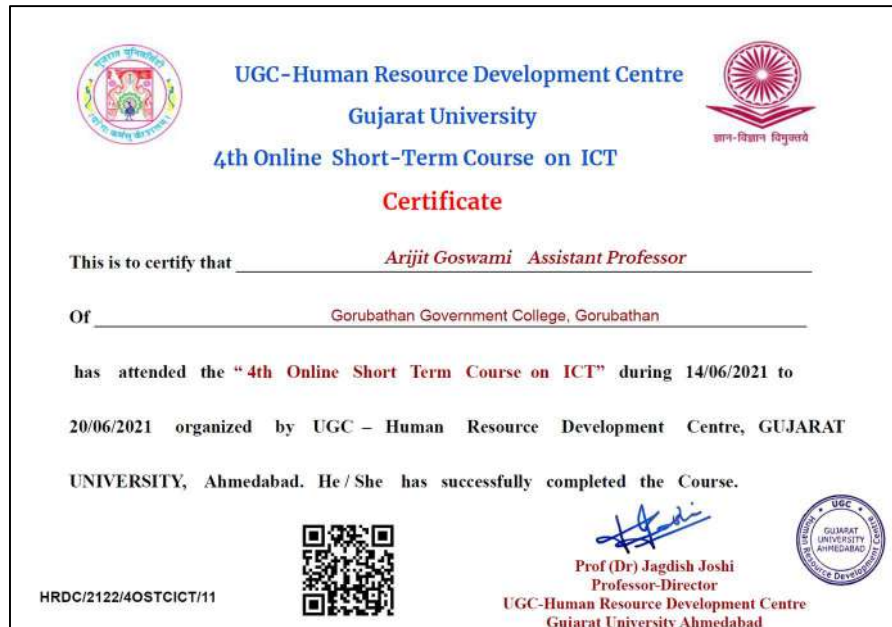 गुजरात युनिवर्सिटी
UGC-Human Resource Development Centre
Gujarat University
4th Online Short-Term Course on ICT
ज्ञान-विज्ञान विमुक्तये
Certificate
This is to certify that Arijit Goswami Assistant Professor
Of Gorubathan Government College, Gorubathan
has attended the “ 4th Online Short Term Course on ICT” during 14/06/2021 to
20/06/2021 organized by UGC – Human Resource Development Centre, GUJARAT
UNIVERSITY, Ahmedabad. He / She has successfully completed the Course.
Prof (Dr) Jagdish Joshi
Professor-Director
UGC-Human Resource Development Centre
Gujarat University Ahmedabad
UGC
Human Resource Development Centre
GUJARAT
UNIVERSITY
AHMEDABAD
HRDC/2122/4OSTCICT/11